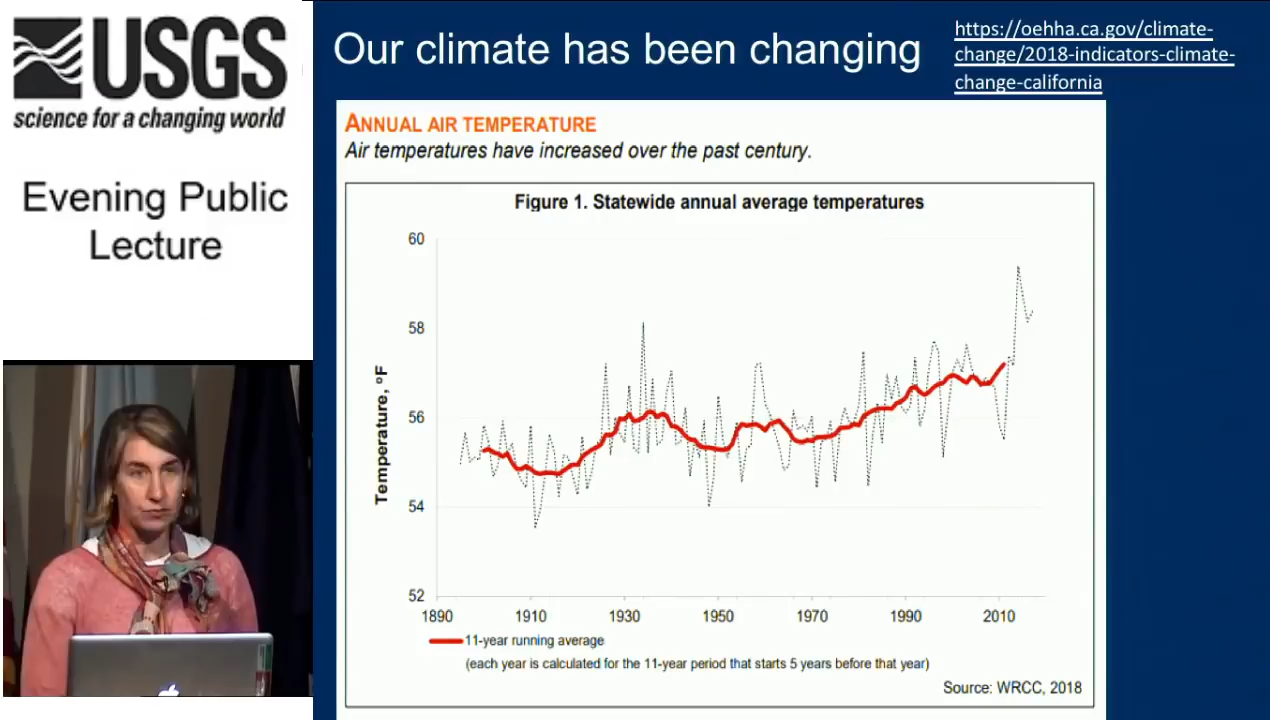 USGS
science for a changing world
Evening Public
Lecture
Our climate has been changing
https://oehha.ca.gov/climate-
change/2018-indicators-climate-
change-california
ANNUAL AIR TEMPERATURE
Air temperatures have increased over the past century.
Figure 1. Statewide annual average temperatures
60
58
56
54
52
Temperature, ºF
1890 1910 1930 1950 1970 1990 2010
11-year running average
(each year is calculated for the 11-year period that starts 5 years before that year)
Source: WRCC, 2018